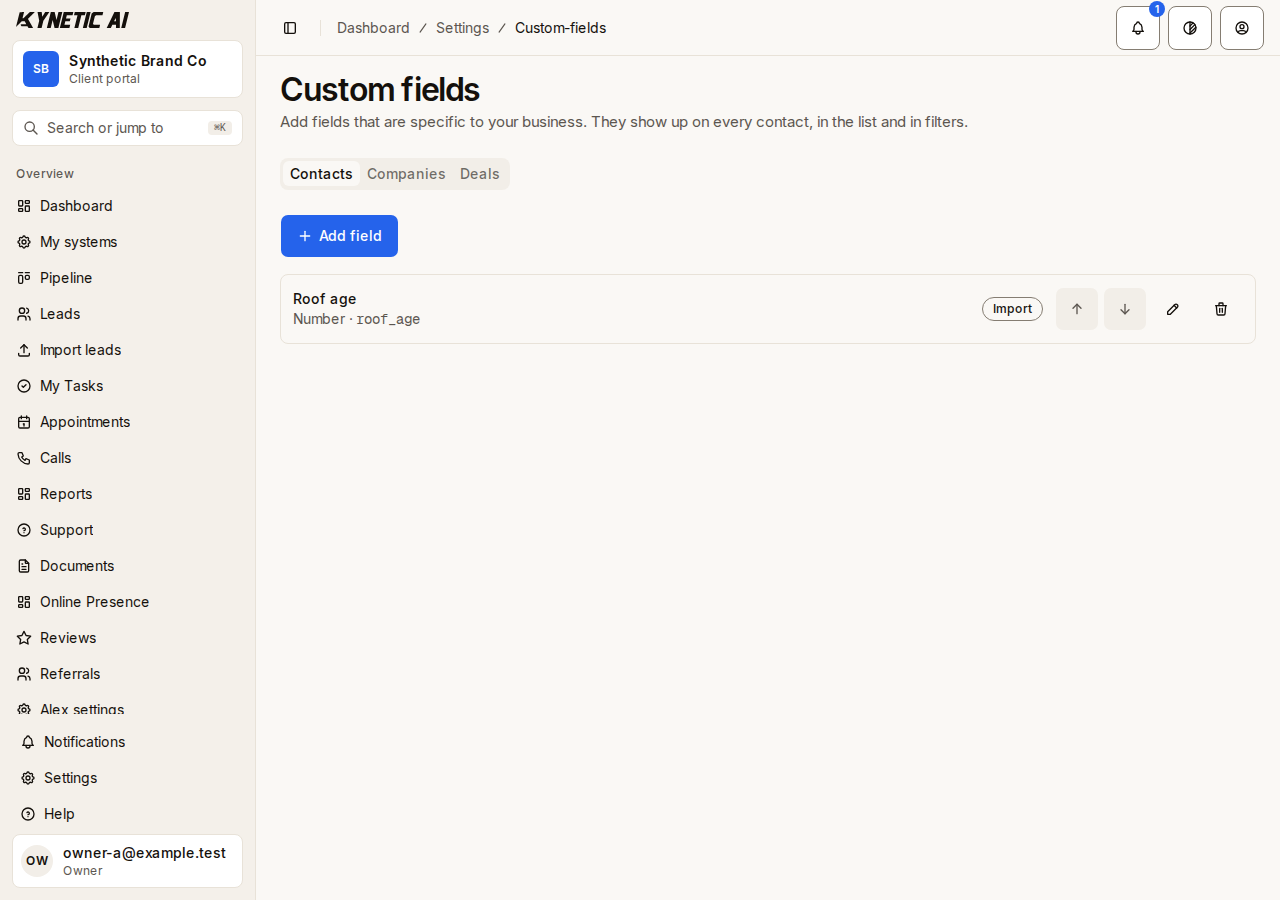 KYNETIC AI
SB
Synthetic Brand Co
Client portal
Search or jump to
⌘K
Overview
Dashboard
My systems
Pipeline
Leads
Import leads
My Tasks
Appointments
Calls
Reports
Support
Documents
Online Presence
Reviews
Referrals
Alex settings
Notifications
Settings
Help
OW
owner-a@example.test
Owner
Dashboard / Settings / Custom-fields
1
Custom fields
Add fields that are specific to your business. They show up on every contact, in the list and in filters.
Contacts Companies Deals
+ Add field
Roof age
Number · roof_age
Import